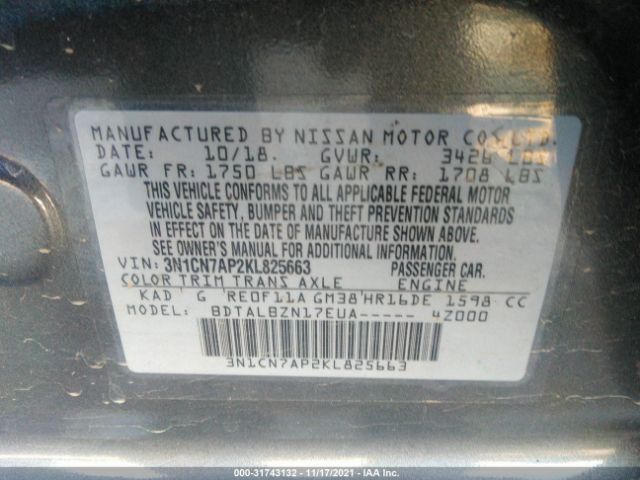 MANUFACTURED BY NISSAN MOTOR CO., LTD.
DATE: 10/18. GVWR: 3426 LBS
GAWR FR: 1750 LBS GAWR RR: 1708 LBS
THIS VEHICLE CONFORMS TO ALL APPLICABLE FEDERAL MOTOR
VEHICLE SAFETY, BUMPER AND THEFT PREVENTION STANDARDS
IN EFFECT ON THE DATE OF MANUFACTURE SHOWN ABOVE.
SEE OWNER'S MANUAL FOR ADDITIONAL INFORMATION.
VIN: 3N1CN7AP2KL825663 PASSENGER CAR.
COLOR TRIM TRANS AXLE ENGINE
KAD G RE0F11A GM38 HR16DE 1598 CC
MODEL: BDTALBZN17EUA----- 4Z000
3N1CN7AP2KL825663
000-31743132 - 11/17/2021 - IAA Inc.